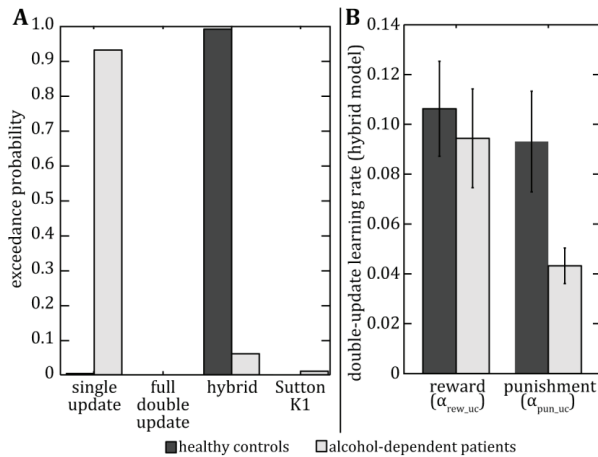 A
exceedance probability
1.0
0.9
0.8
0.7
0.6
0.5
0.4
0.3
0.2
0.1
0
single
update
full
double
update
hybrid
Sutton
K1
B
double-update learning rate (hybrid model)
0.14
0.12
0.10
0.08
0.06
0.04
0.02
0
reward
(α_rew_uc)
punishment
(α_pun_uc)
healthy controls
alcohol-dependent patients